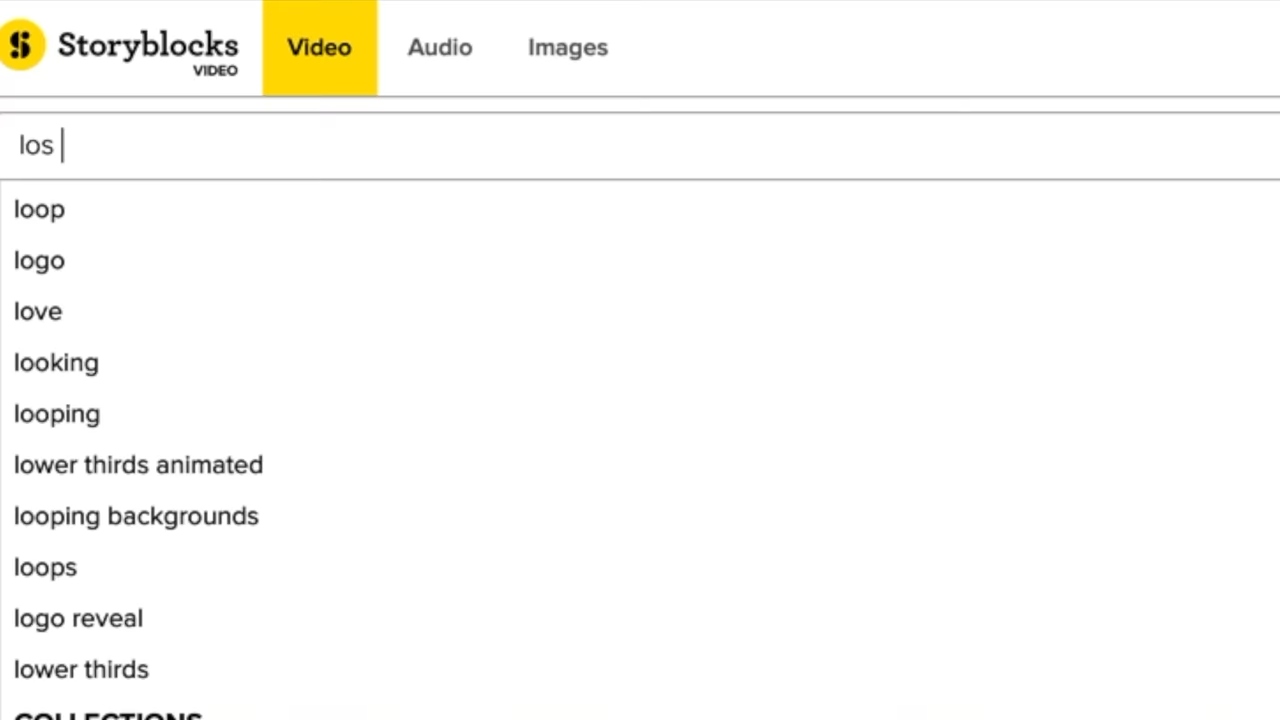 Storyblocks
VIDEO
Video Audio Images
los
loop
logo
love
looking
looping
lower thirds animated
looping backgrounds
loops
logo reveal
lower thirds
COLLECTIONS